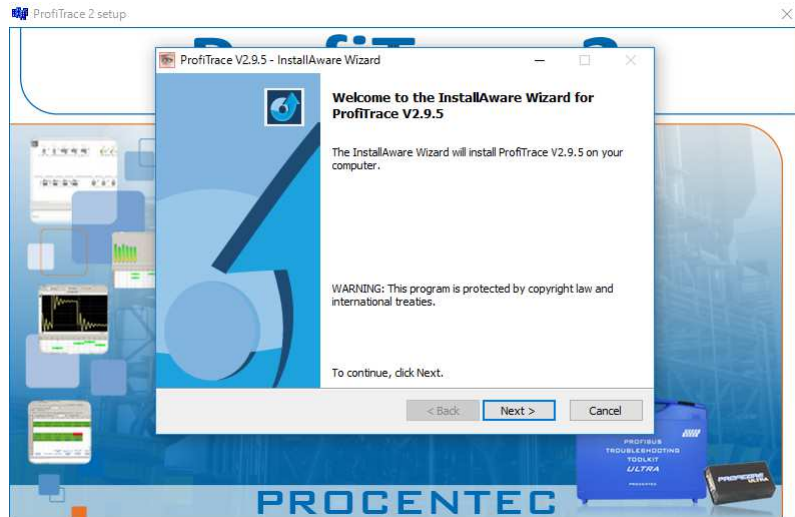 ProfiTrace 2 setup
ProfiTrace V2.9.5 - InstallAware Wizard
Welcome to the InstallAware Wizard for
ProfiTrace V2.9.5
The InstallAware Wizard will install ProfiTrace V2.9.5 on your
computer.
WARNING: This program is protected by copyright law and
international treaties.
To continue, click Next.
< Back
Next >
Cancel
PROFIBUS
TROUBLESHOOTING
TOOLKIT
ULTRA
PROFICORE
ULTRA
PROCENTEC